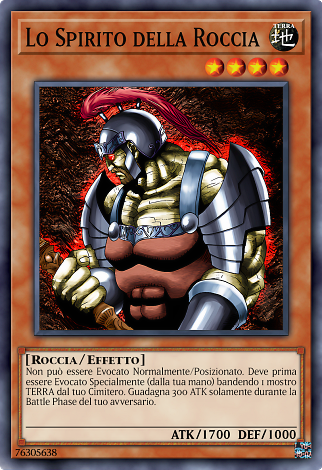 Lo Spirito della Roccia
TERRA
地
[Roccia/Effetto]
Non può essere Evocato Normalmente/Posizionato. Deve prima
essere Evocato Specialmente (dalla tua mano) bandendo 1 mostro
TERRA dal tuo Cimitero. Guadagna 300 ATK solamente durante la
Battle Phase del tuo avversario.
ATK/1700 DEF/1000
76305638